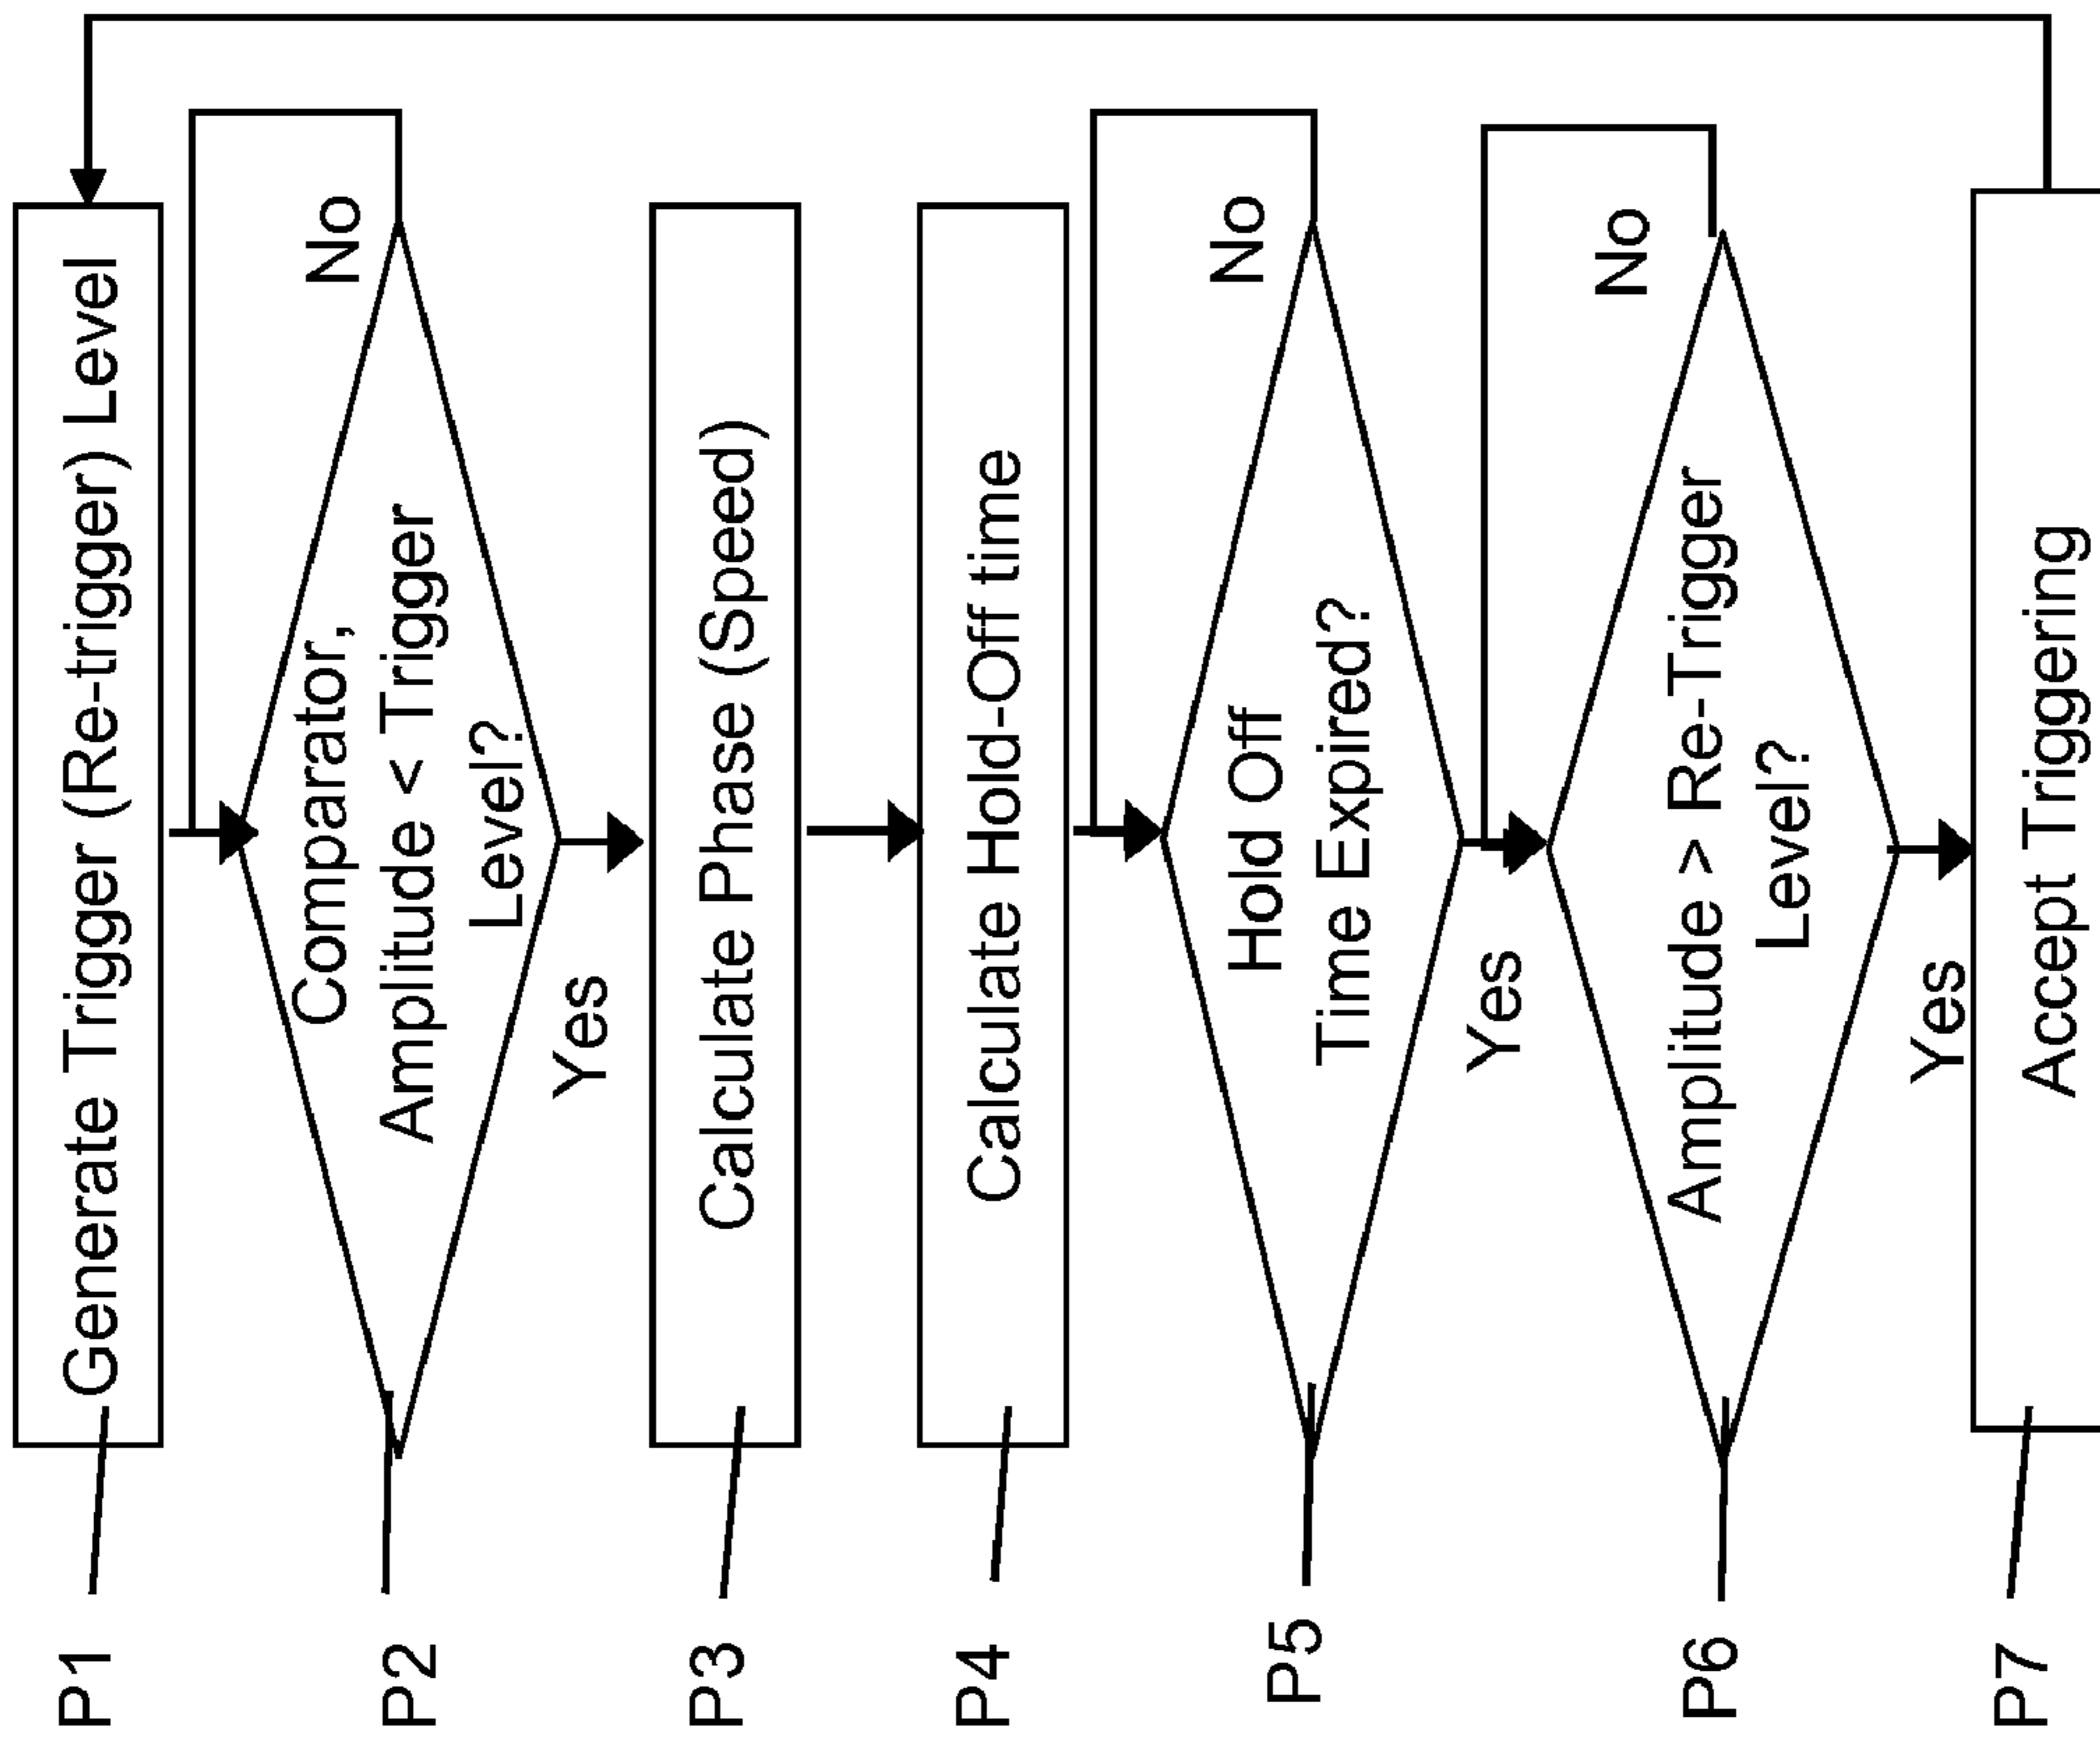 P1
Generate Trigger (Re-trigger) Level
P2
Comparator,
Amplitude < Trigger
Level?
No
Yes
P3
Calculate Phase (Speed)
P4
Calculate Hold-Off time
P5
Hold Off
Time Expired?
No
Yes
P6
Amplitude > Re-Trigger
Level?
No
Yes
P7
Accept Triggering